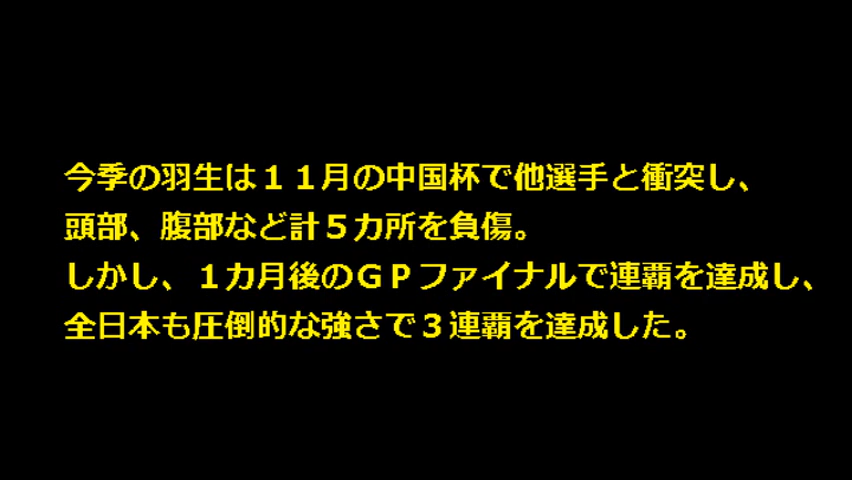 今季の羽生は１１月の中国杯で他選手と衝突し、
頭部、腹部など計５カ所を負傷。
しかし、１カ月後のＧＰファイナルで連覇を達成し、
全日本も圧倒的な強さで３連覇を達成した。